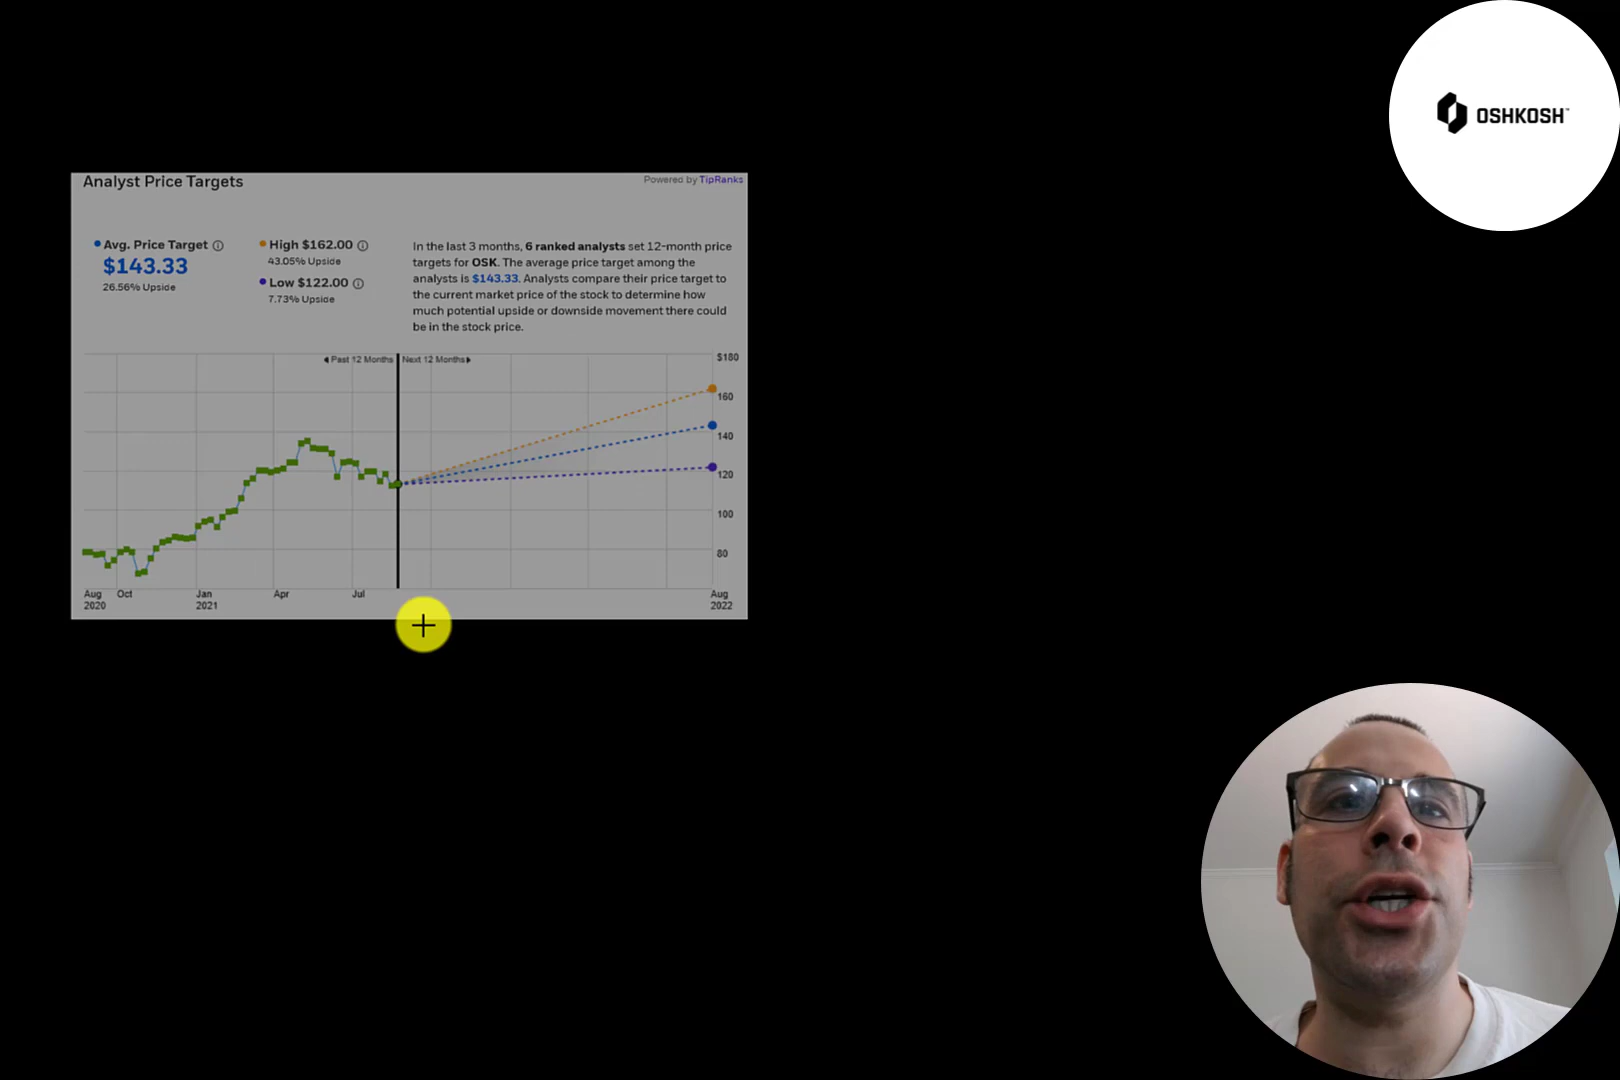 OSHKOSH™
Analyst Price Targets
Powered by TipRanks
Avg. Price Target
$143.33
26.56% Upside
High $162.00
43.05% Upside
Low $122.00
7.73% Upside
In the last 3 months, 6 ranked analysts set 12-month price
targets for OSK. The average price target among the
analysts is $143.33. Analysts compare their price target to
the current market price of the stock to determine how
much potential upside or downside movement there could
be in the stock price.
Past 12 Months
Next 12 Months
$180
160
140
120
100
80
Aug
2020
Oct
Jan
2021
Apr
Jul
Aug
2022